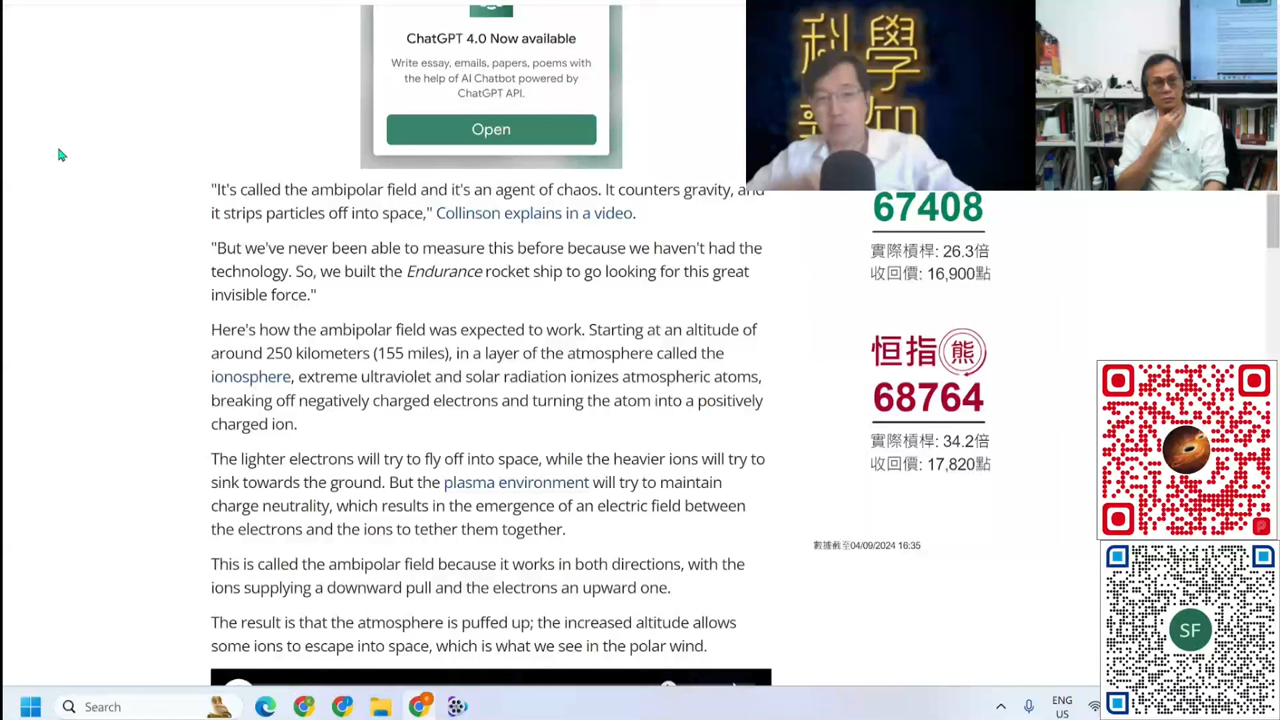 ChatGPT 4.0 Now available
Write essay, emails, papers, poems with
the help of AI Chatbot powered by
ChatGPT API.
Open
"It's called the ambipolar field and it's an agent of chaos. It counters gravity, and
it strips particles off into space," Collinson explains in a video.
"But we've never been able to measure this before because we haven't had the
technology. So, we built the Endurance rocket ship to go looking for this great
invisible force."
Here's how the ambipolar field was expected to work. Starting at an altitude of
around 250 kilometers (155 miles), in a layer of the atmosphere called the
ionosphere, extreme ultraviolet and solar radiation ionizes atmospheric atoms,
breaking off negatively charged electrons and turning the atom into a positively
charged ion.
The lighter electrons will try to fly off into space, while the heavier ions will try to
sink towards the ground. But the plasma environment will try to maintain
charge neutrality, which results in the emergence of an electric field between
the electrons and the ions to tether them together.
This is called the ambipolar field because it works in both directions, with the
ions supplying a downward pull and the electrons an upward one.
The result is that the atmosphere is puffed up; the increased altitude allows
some ions to escape into space, which is what we see in the polar wind.
科學
新知
67408
實際槓桿: 26.3倍
收回價: 16,900點
恒指熊
68764
實際槓桿: 34.2倍
收回價: 17,820點
數據截至04/09/2024 16:35
SF
Search
ENG
US